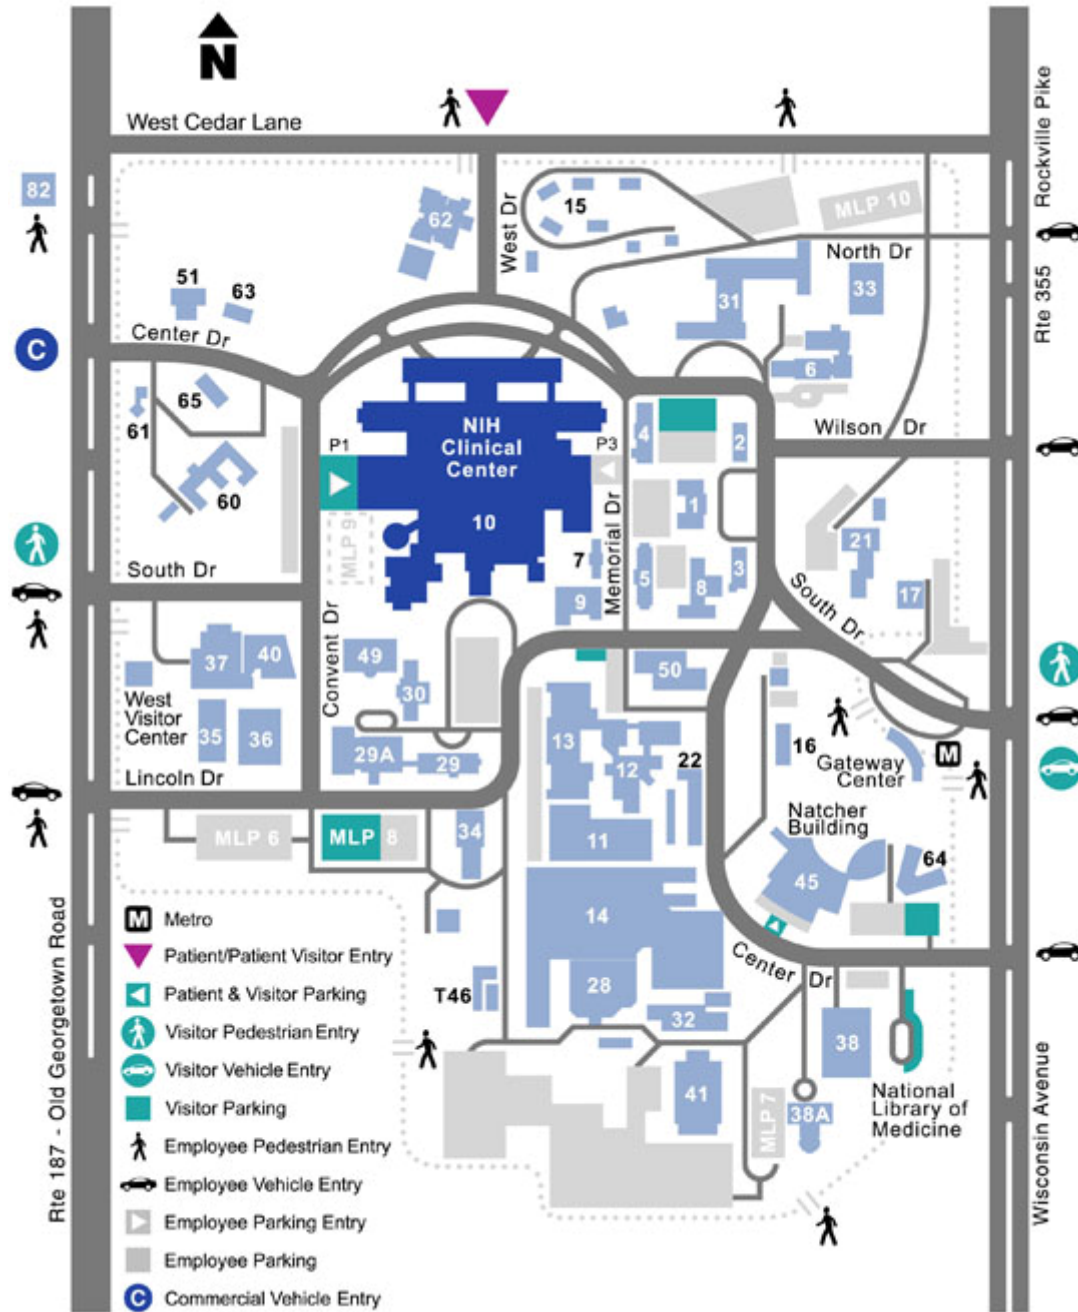 N
West Cedar Lane
Rockville Pike
82
62
15
MLP 10
West Dr
North Dr
51
63
31
33
Rte 355
Center Dr
C
65
61
6
NIH
Clinical
Center
10
4
2
Wilson Dr
P1
P3
60
1
MLP 9
Memorial Dr
7
21
South Dr
5
8
3
9
17
South Dr
37
40
Convent Dr
49
30
50
West
Visitor
Center
35
36
13
12
22
16
Gateway
Center
M
29A
29
Lincoln Dr
Natcher
Building
MLP 6
MLP 8
34
11
45
64
14
Center Dr
M Metro
Patient/Patient Visitor Entry
Patient & Visitor Parking
Visitor Pedestrian Entry
Visitor Vehicle Entry
Visitor Parking
Employee Pedestrian Entry
Employee Vehicle Entry
Employee Parking Entry
Employee Parking
C Commercial Vehicle Entry
T46
28
32
38
41
MLP 7
38A
National
Library of
Medicine
Rte 187 - Old Georgetown Road
Wisconsin Avenue